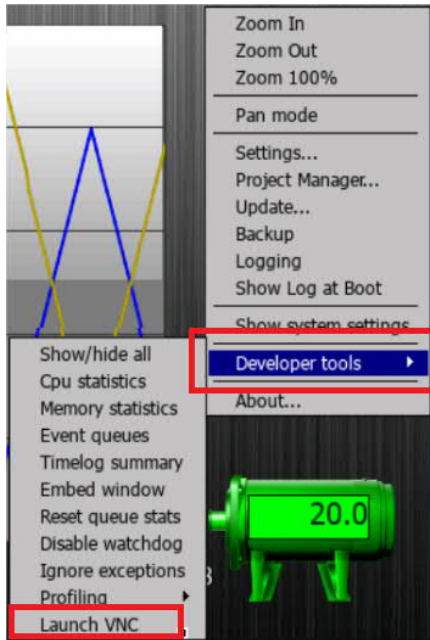 Zoom In
Zoom Out
Zoom 100%
Pan mode
Settings...
Project Manager...
Update...
Backup
Logging
Show Log at Boot
Show system settings
Developer tools
About...
Show/hide all
Cpu statistics
Memory statistics
Event queues
Timelog summary
Embed window
Reset queue stats
Disable watchdog
Ignore exceptions
Profiling
Launch VNC
20.0